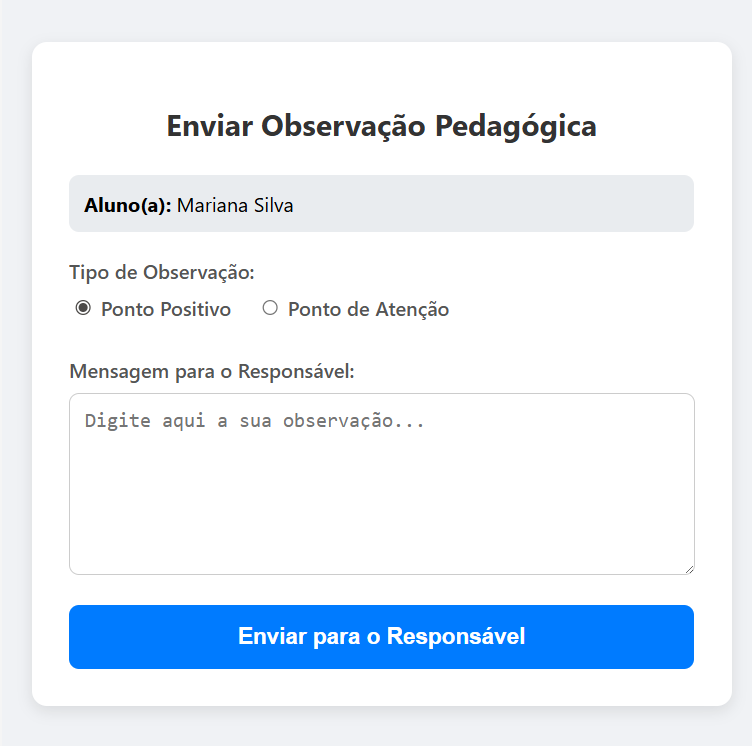 Enviar Observação Pedagógica
Aluno(a): Mariana Silva
Tipo de Observação:
Ponto Positivo Ponto de Atenção
Mensagem para o Responsável:
Digite aqui a sua observação...
Enviar para o Responsável